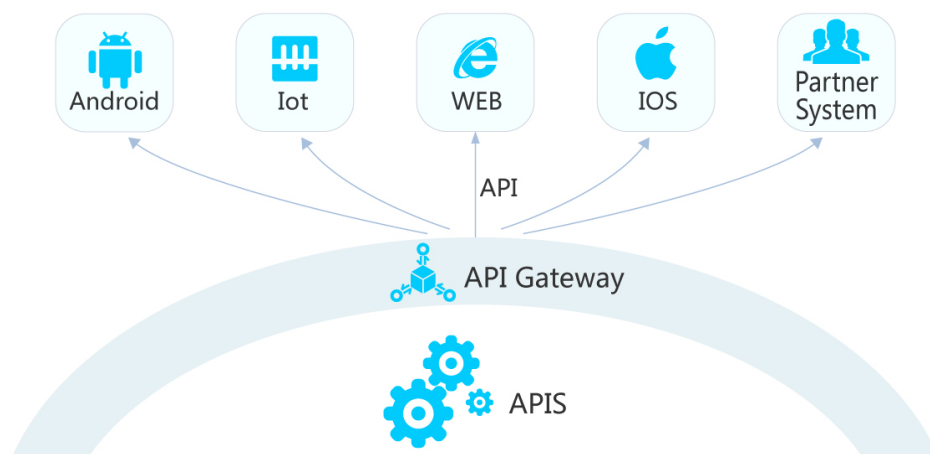 Android
Iot
WEB
IOS
Partner
System
API
API Gateway
APIS